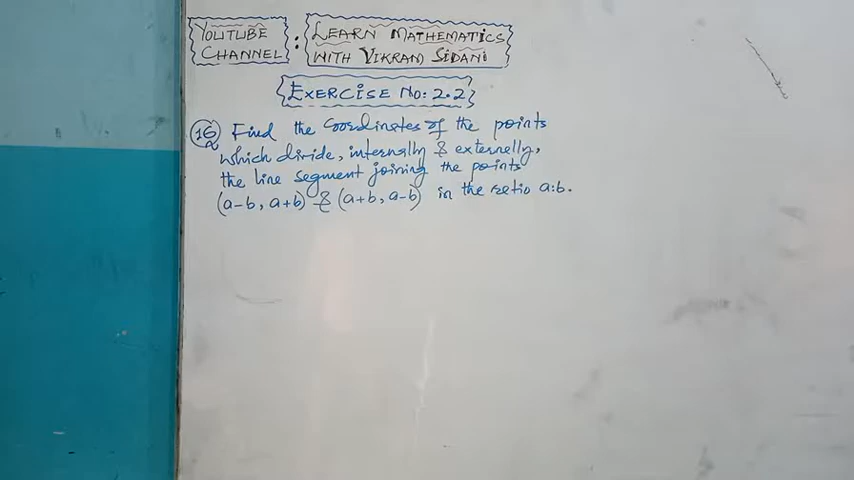 YOUTUBE CHANNEL : LEARN MATHEMATICS WITH VIKRAM SIDANI
EXERCISE NO: 2.2
16 Find the coordinates of the points
which divide, internally & externally,
the line segment joining the points
(a-b, a+b) & (a+b, a-b) in the ratio a:b.